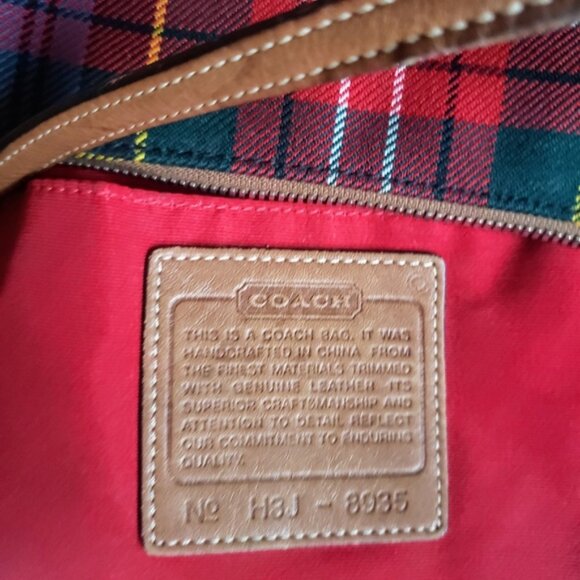 COACH
THIS IS A COACH BAG. IT WAS
HANDCRAFTED IN CHINA FROM
THE FINEST MATERIALS TRIMMED
WITH GENUINE LEATHER. ITS
SUPERIOR CRAFTSMANSHIP AND
ATTENTION TO DETAIL REFLECT
OUR COMMITMENT TO ENDURING
QUALITY.
Nº H3J - 8935